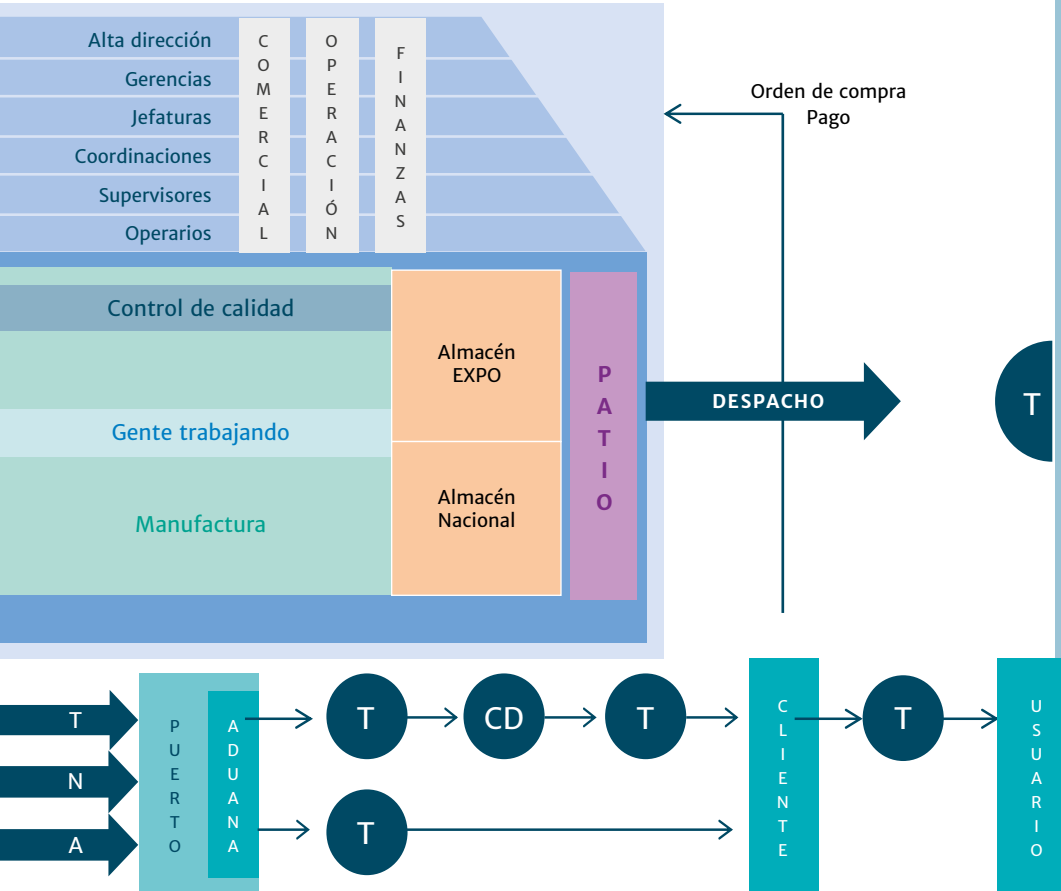 Alta dirección
Gerencias
Jefaturas
Coordinaciones
Supervisores
Operarios
COMERCIAL
OPERACIÓN
FINANZAS
Orden de compra
Pago
Control de calidad
Gente trabajando
Manufactura
Almacén
EXPO
Almacén
Nacional
PATIO
DESPACHO
T
T
N
A
PUERTO
ADUANA
T
CD
T
T
CLIENTE
T
USUARIO